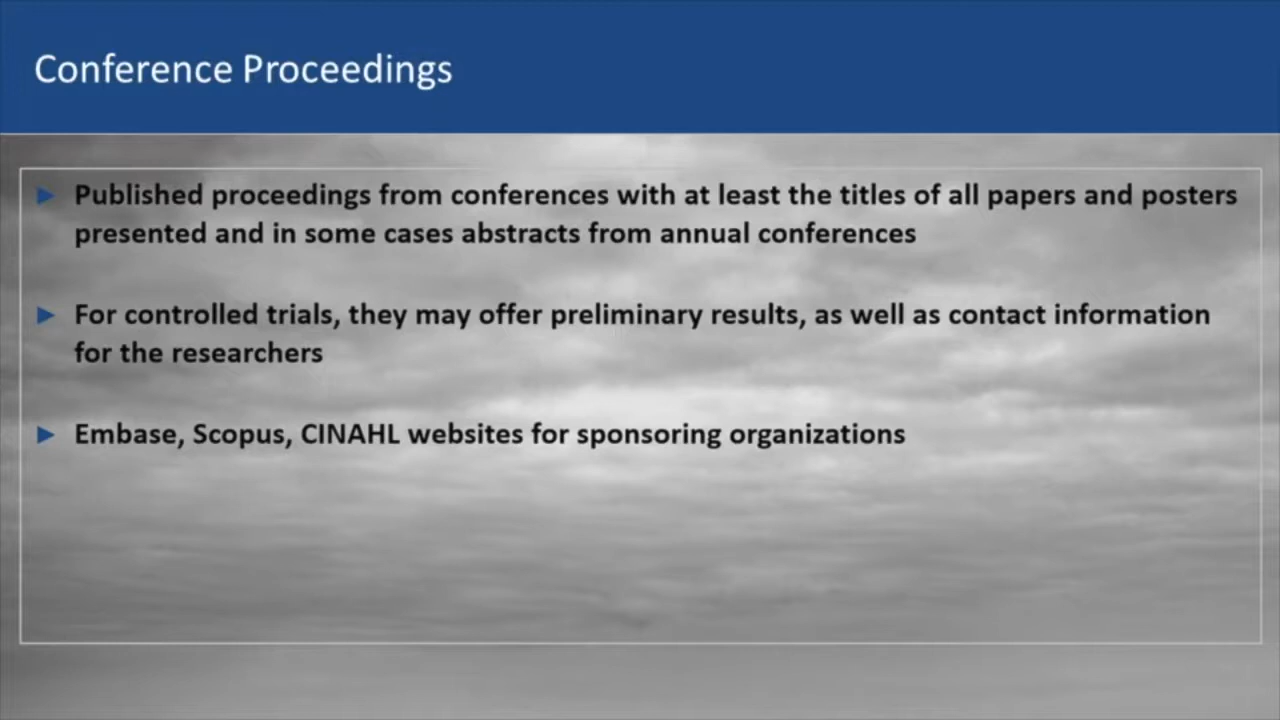 Conference Proceedings
Published proceedings from conferences with at least the titles of all papers and posters
presented and in some cases abstracts from annual conferences
For controlled trials, they may offer preliminary results, as well as contact information
for the researchers
Embase, Scopus, CINAHL websites for sponsoring organizations